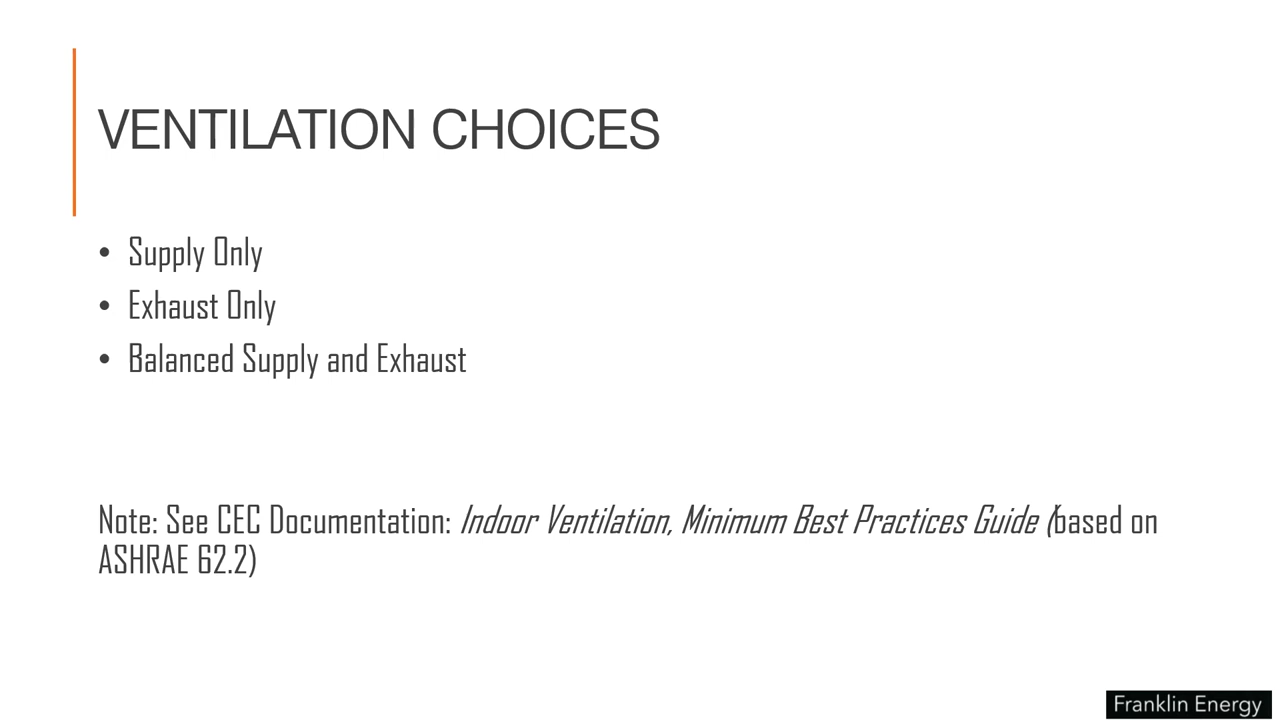 VENTILATION CHOICES
• Supply Only
• Exhaust Only
• Balanced Supply and Exhaust
Note: See CEC Documentation: Indoor Ventilation, Minimum Best Practices Guide (based on
ASHRAE 62.2)
Franklin Energy